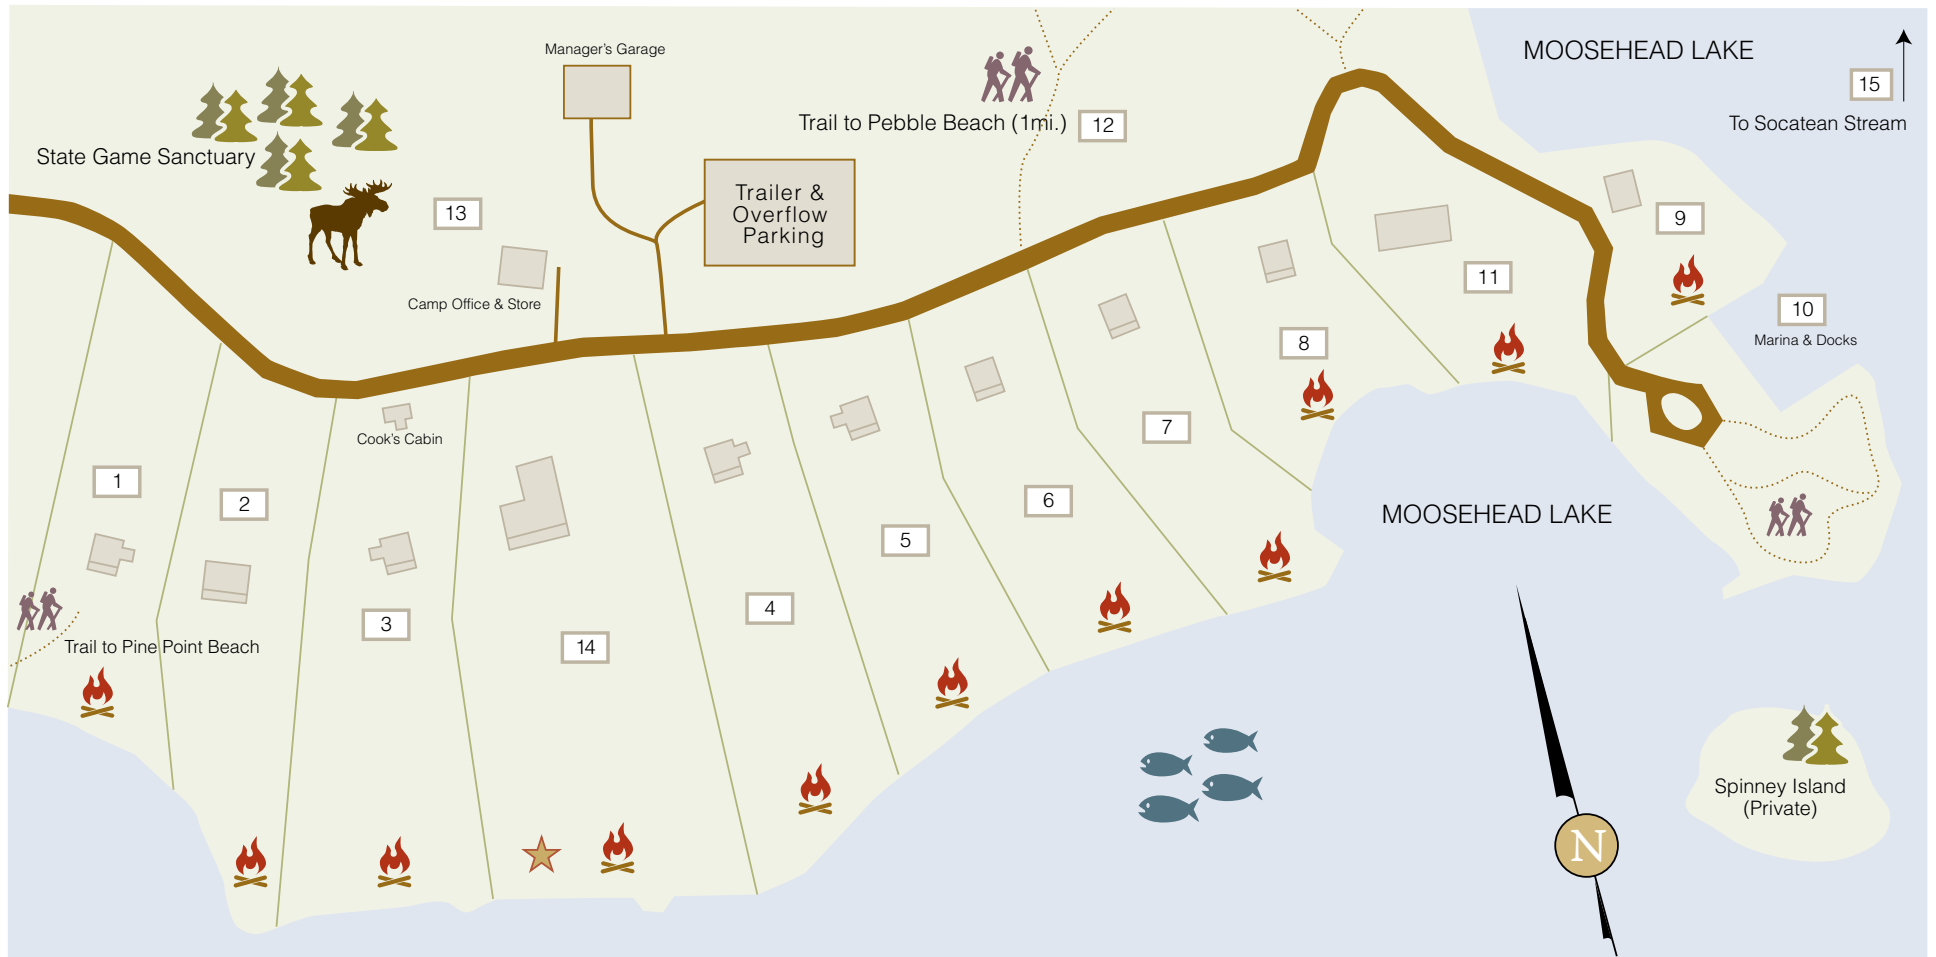 Manager's Garage
MOOSEHEAD LAKE
15
To Socatean Stream
Trail to Pebble Beach (1mi.)
12
State Game Sanctuary
13
Trailer &
Overflow
Parking
9
11
Camp Office & Store
10
Marina & Docks
8
Cook's Cabin
7
1
2
6
MOOSEHEAD LAKE
5
4
3
14
Trail to Pine Point Beach
Spinney Island
(Private)
N